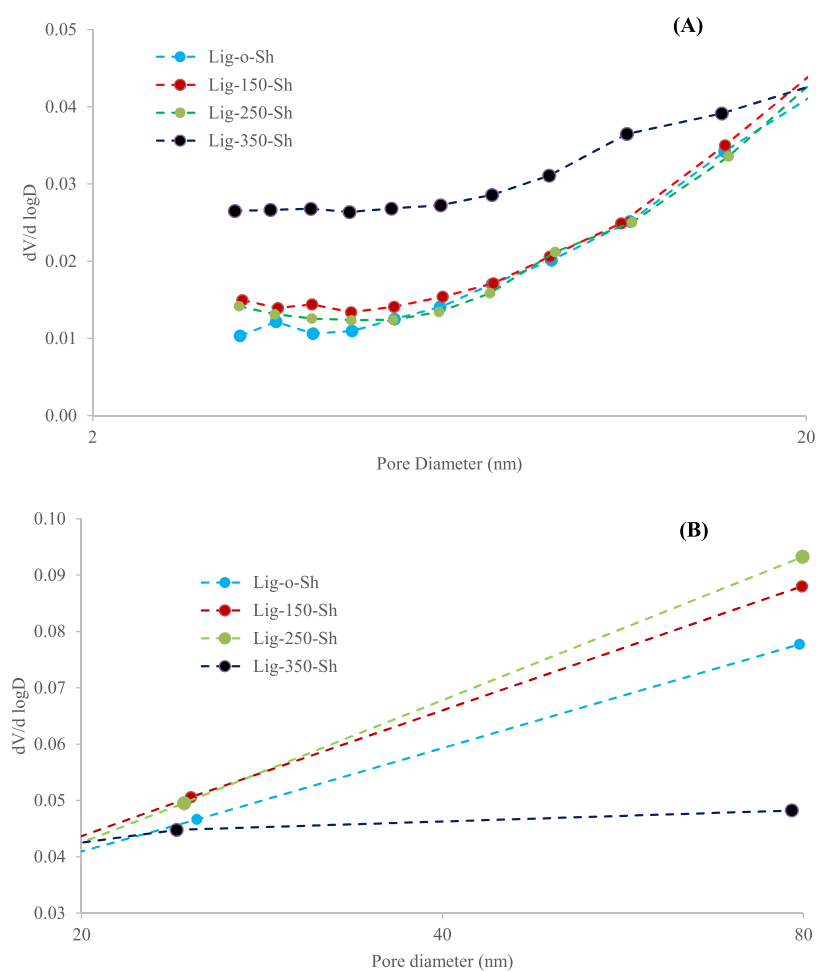 (A)
0.05
0.04
0.03
0.02
0.01
0.00
dV/d logD
Lig-o-Sh
Lig-150-Sh
Lig-250-Sh
Lig-350-Sh
2
20
Pore Diameter (nm)
(B)
0.10
0.09
0.08
0.07
0.06
0.05
0.04
0.03
dV/d logD
Lig-o-Sh
Lig-150-Sh
Lig-250-Sh
Lig-350-Sh
20
40
80
Pore diameter (nm)